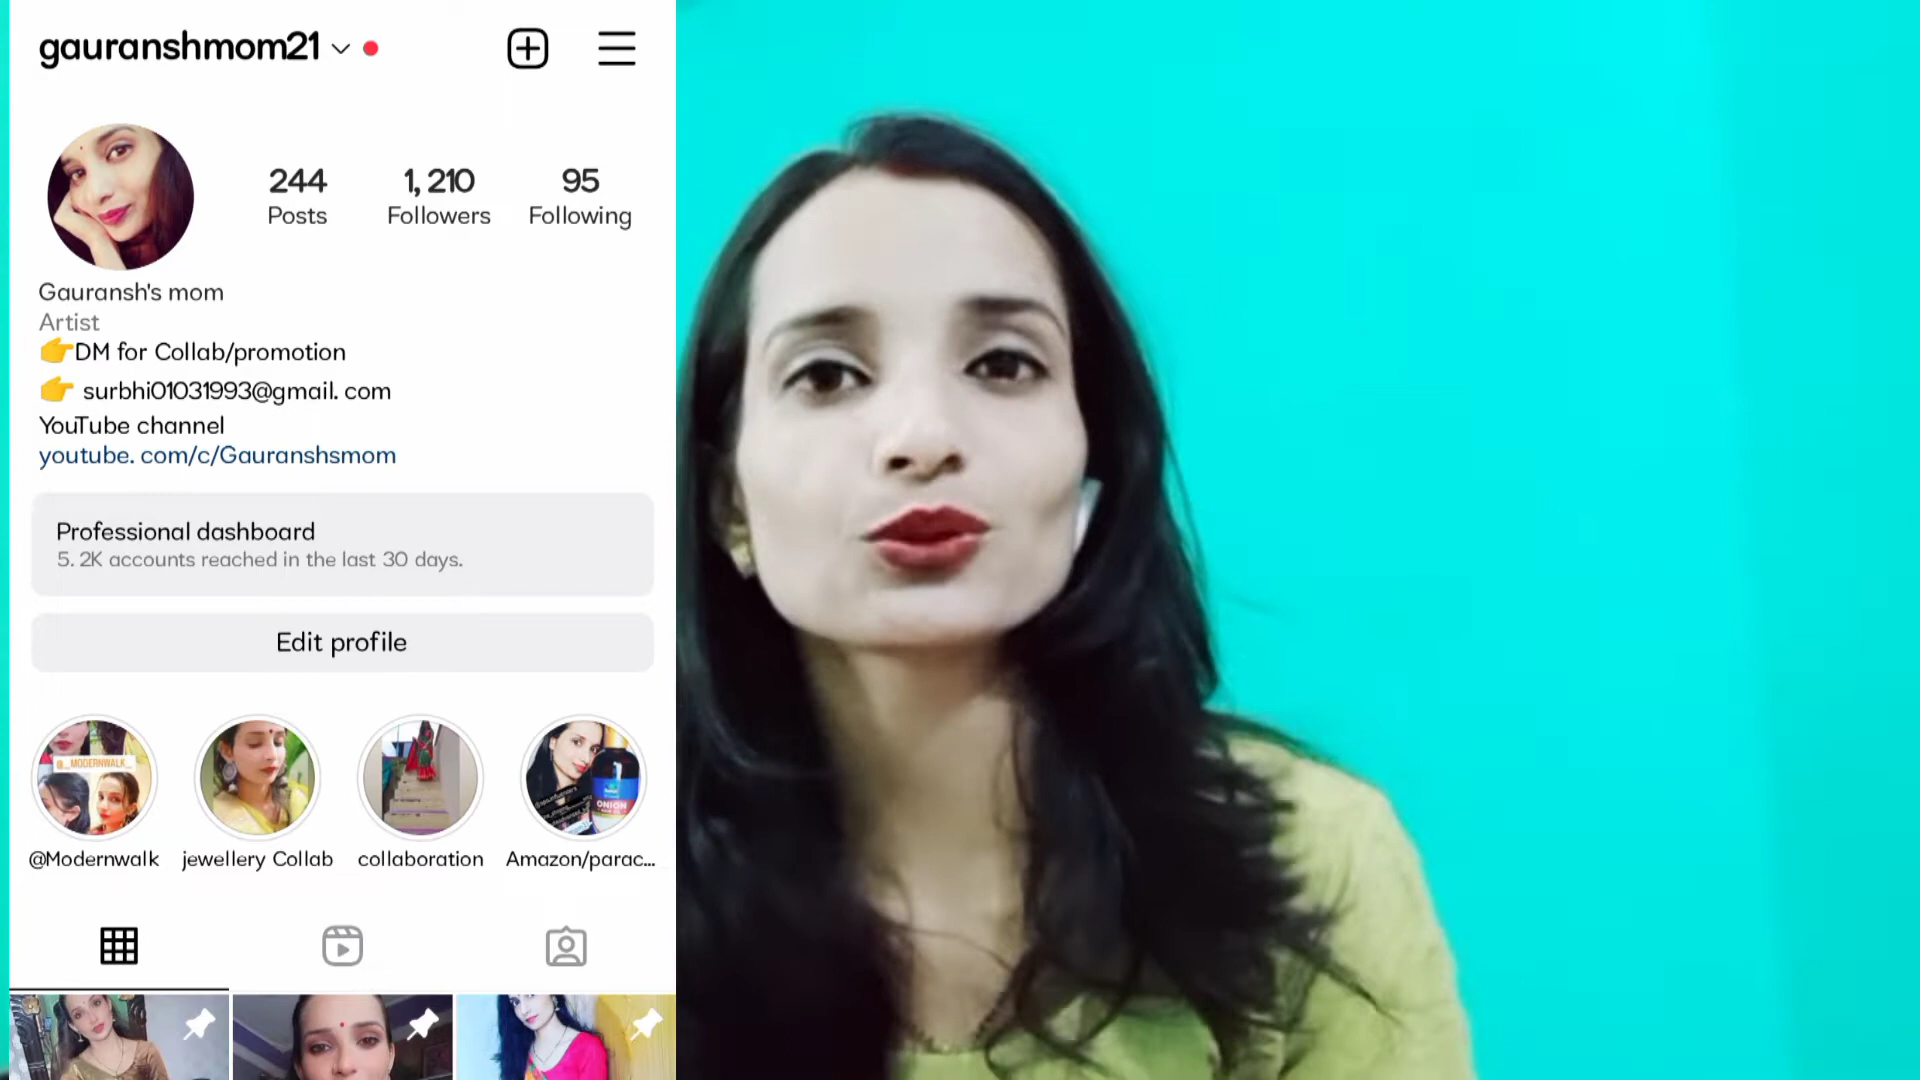 gauranshmom21
244 1,210 95
Posts Followers Following
Gauransh's mom
Artist
👉DM for Collab/promotion
👉 surbhi01031993@gmail. com
YouTube channel
youtube. com/c/Gauranshsmom
Professional dashboard
5. 2K accounts reached in the last 30 days.
Edit profile
@_MODERNWALK_
ONION
@Modernwalk jewellery Collab collaboration Amazon/parac...